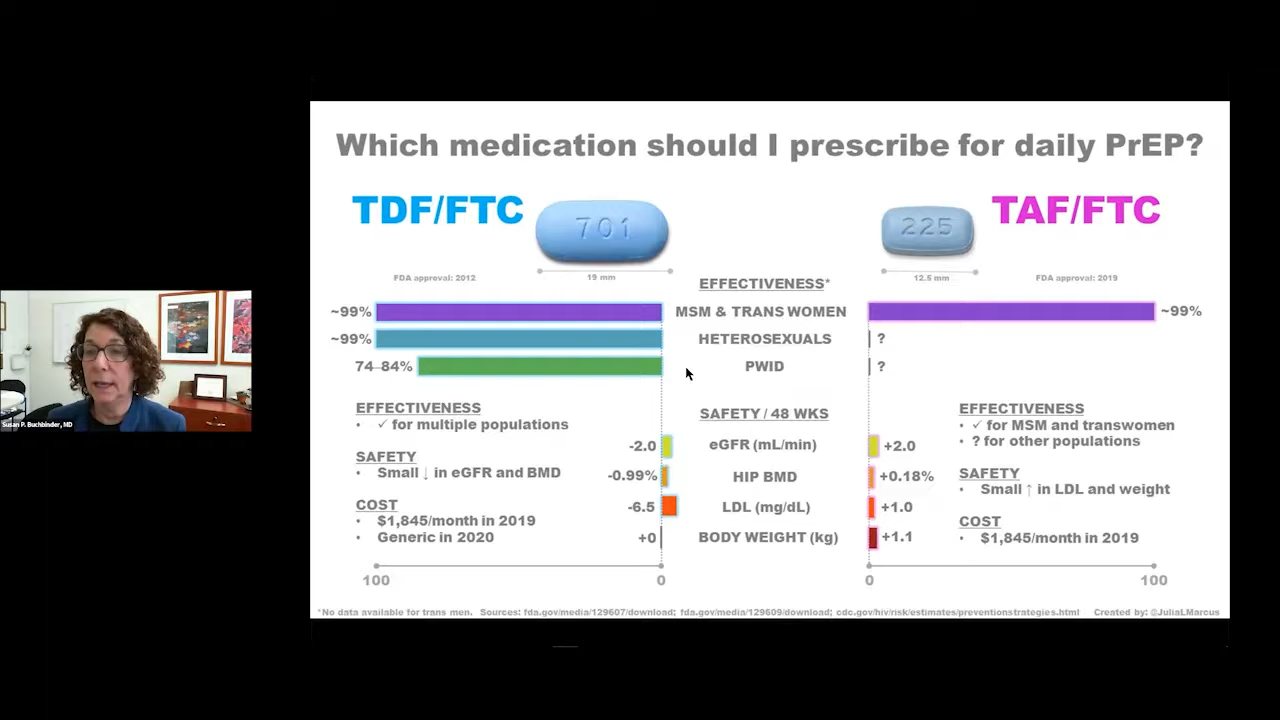 Which medication should I prescribe for daily PrEP?
TDF/FTC
701
225
TAF/FTC
FDA approval: 2012
19 mm
12.5 mm
FDA approval: 2019
EFFECTIVENESS*
~99%
MSM & TRANS WOMEN
~99%
~99%
HETEROSEXUALS
?
74-84%
PWID
?
EFFECTIVENESS
• ✓ for multiple populations
SAFETY
• Small ↓ in eGFR and BMD
COST
• $1,845/month in 2019
• Generic in 2020
SAFETY / 48 WKS
-2.0
eGFR (mL/min)
+2.0
-0.99%
HIP BMD
+0.18%
-6.5
LDL (mg/dL)
+1.0
+0
BODY WEIGHT (kg)
+1.1
EFFECTIVENESS
• ✓ for MSM and transwomen
• ? for other populations
SAFETY
• Small ↑ in LDL and weight
COST
• $1,845/month in 2019
100
0
0
100
*No data available for trans men. Sources: fda.gov/media/129607/download; fda.gov/media/129609/download; cdc.gov/hiv/risk/estimates/preventionstrategies.html Created by: @JuliaLMarcus
Susan P. Buchbinder, MD